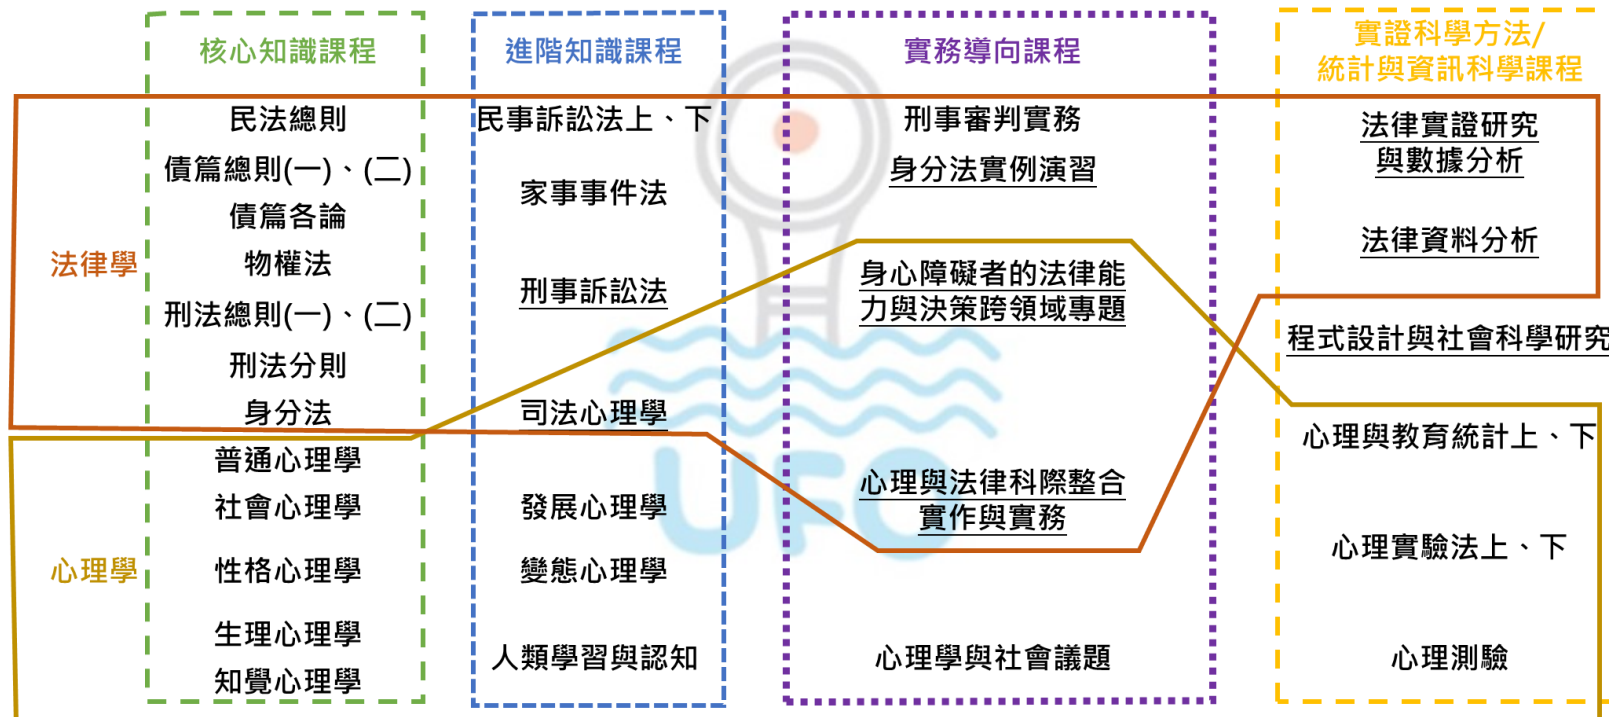 核心知識課程
進階知識課程
實務導向課程
實證科學方法/
統計與資訊科學課程
法律學
民法總則
債篇總則(一)、(二)
債篇各論
物權法
刑法總則(一)、(二)
刑法分則
身分法
民事訴訟法上、下
家事事件法
刑事訴訟法
司法心理學
刑事審判實務
身分法實例演習
身心障礙者的法律能
力與決策跨領域專題
心理與法律科際整合
實作與實務
法律實證研究
與數據分析
法律資料分析
程式設計與社會科學研究
心理學
普通心理學
社會心理學
性格心理學
生理心理學
知覺心理學
發展心理學
變態心理學
人類學習與認知
心理學與社會議題
心理與教育統計上、下
心理實驗法上、下
心理測驗
UFO